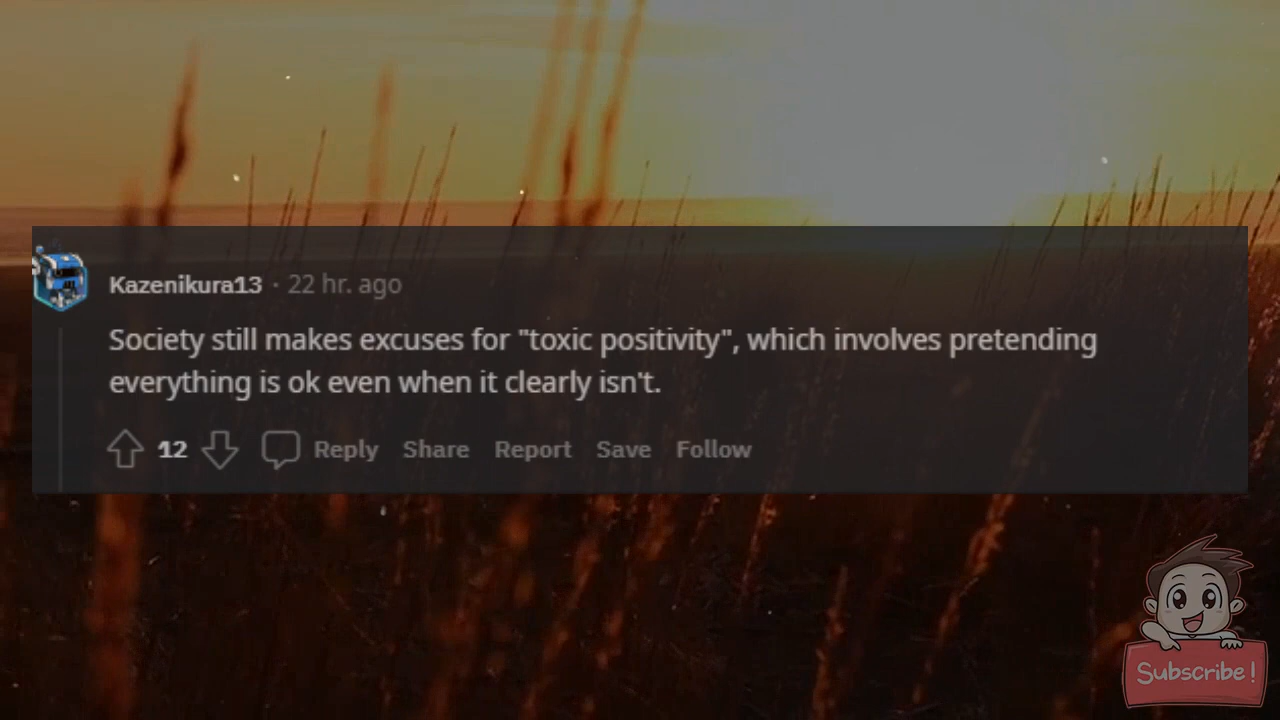 Kazenikura13 · 22 hr. ago
Society still makes excuses for "toxic positivity", which involves pretending
everything is ok even when it clearly isn't.
12 Reply Share Report Save Follow
Subscribe!